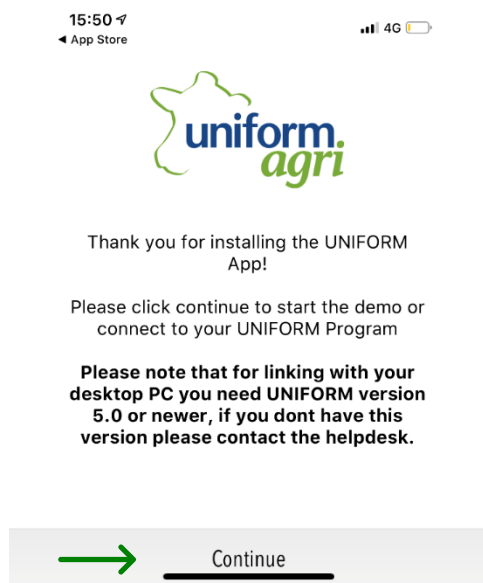 15:50
4G
◀ App Store
uniform.
agri
Thank you for installing the UNIFORM
App!
Please click continue to start the demo or
connect to your UNIFORM Program
Please note that for linking with your
desktop PC you need UNIFORM version
5.0 or newer, if you dont have this
version please contact the helpdesk.
Continue